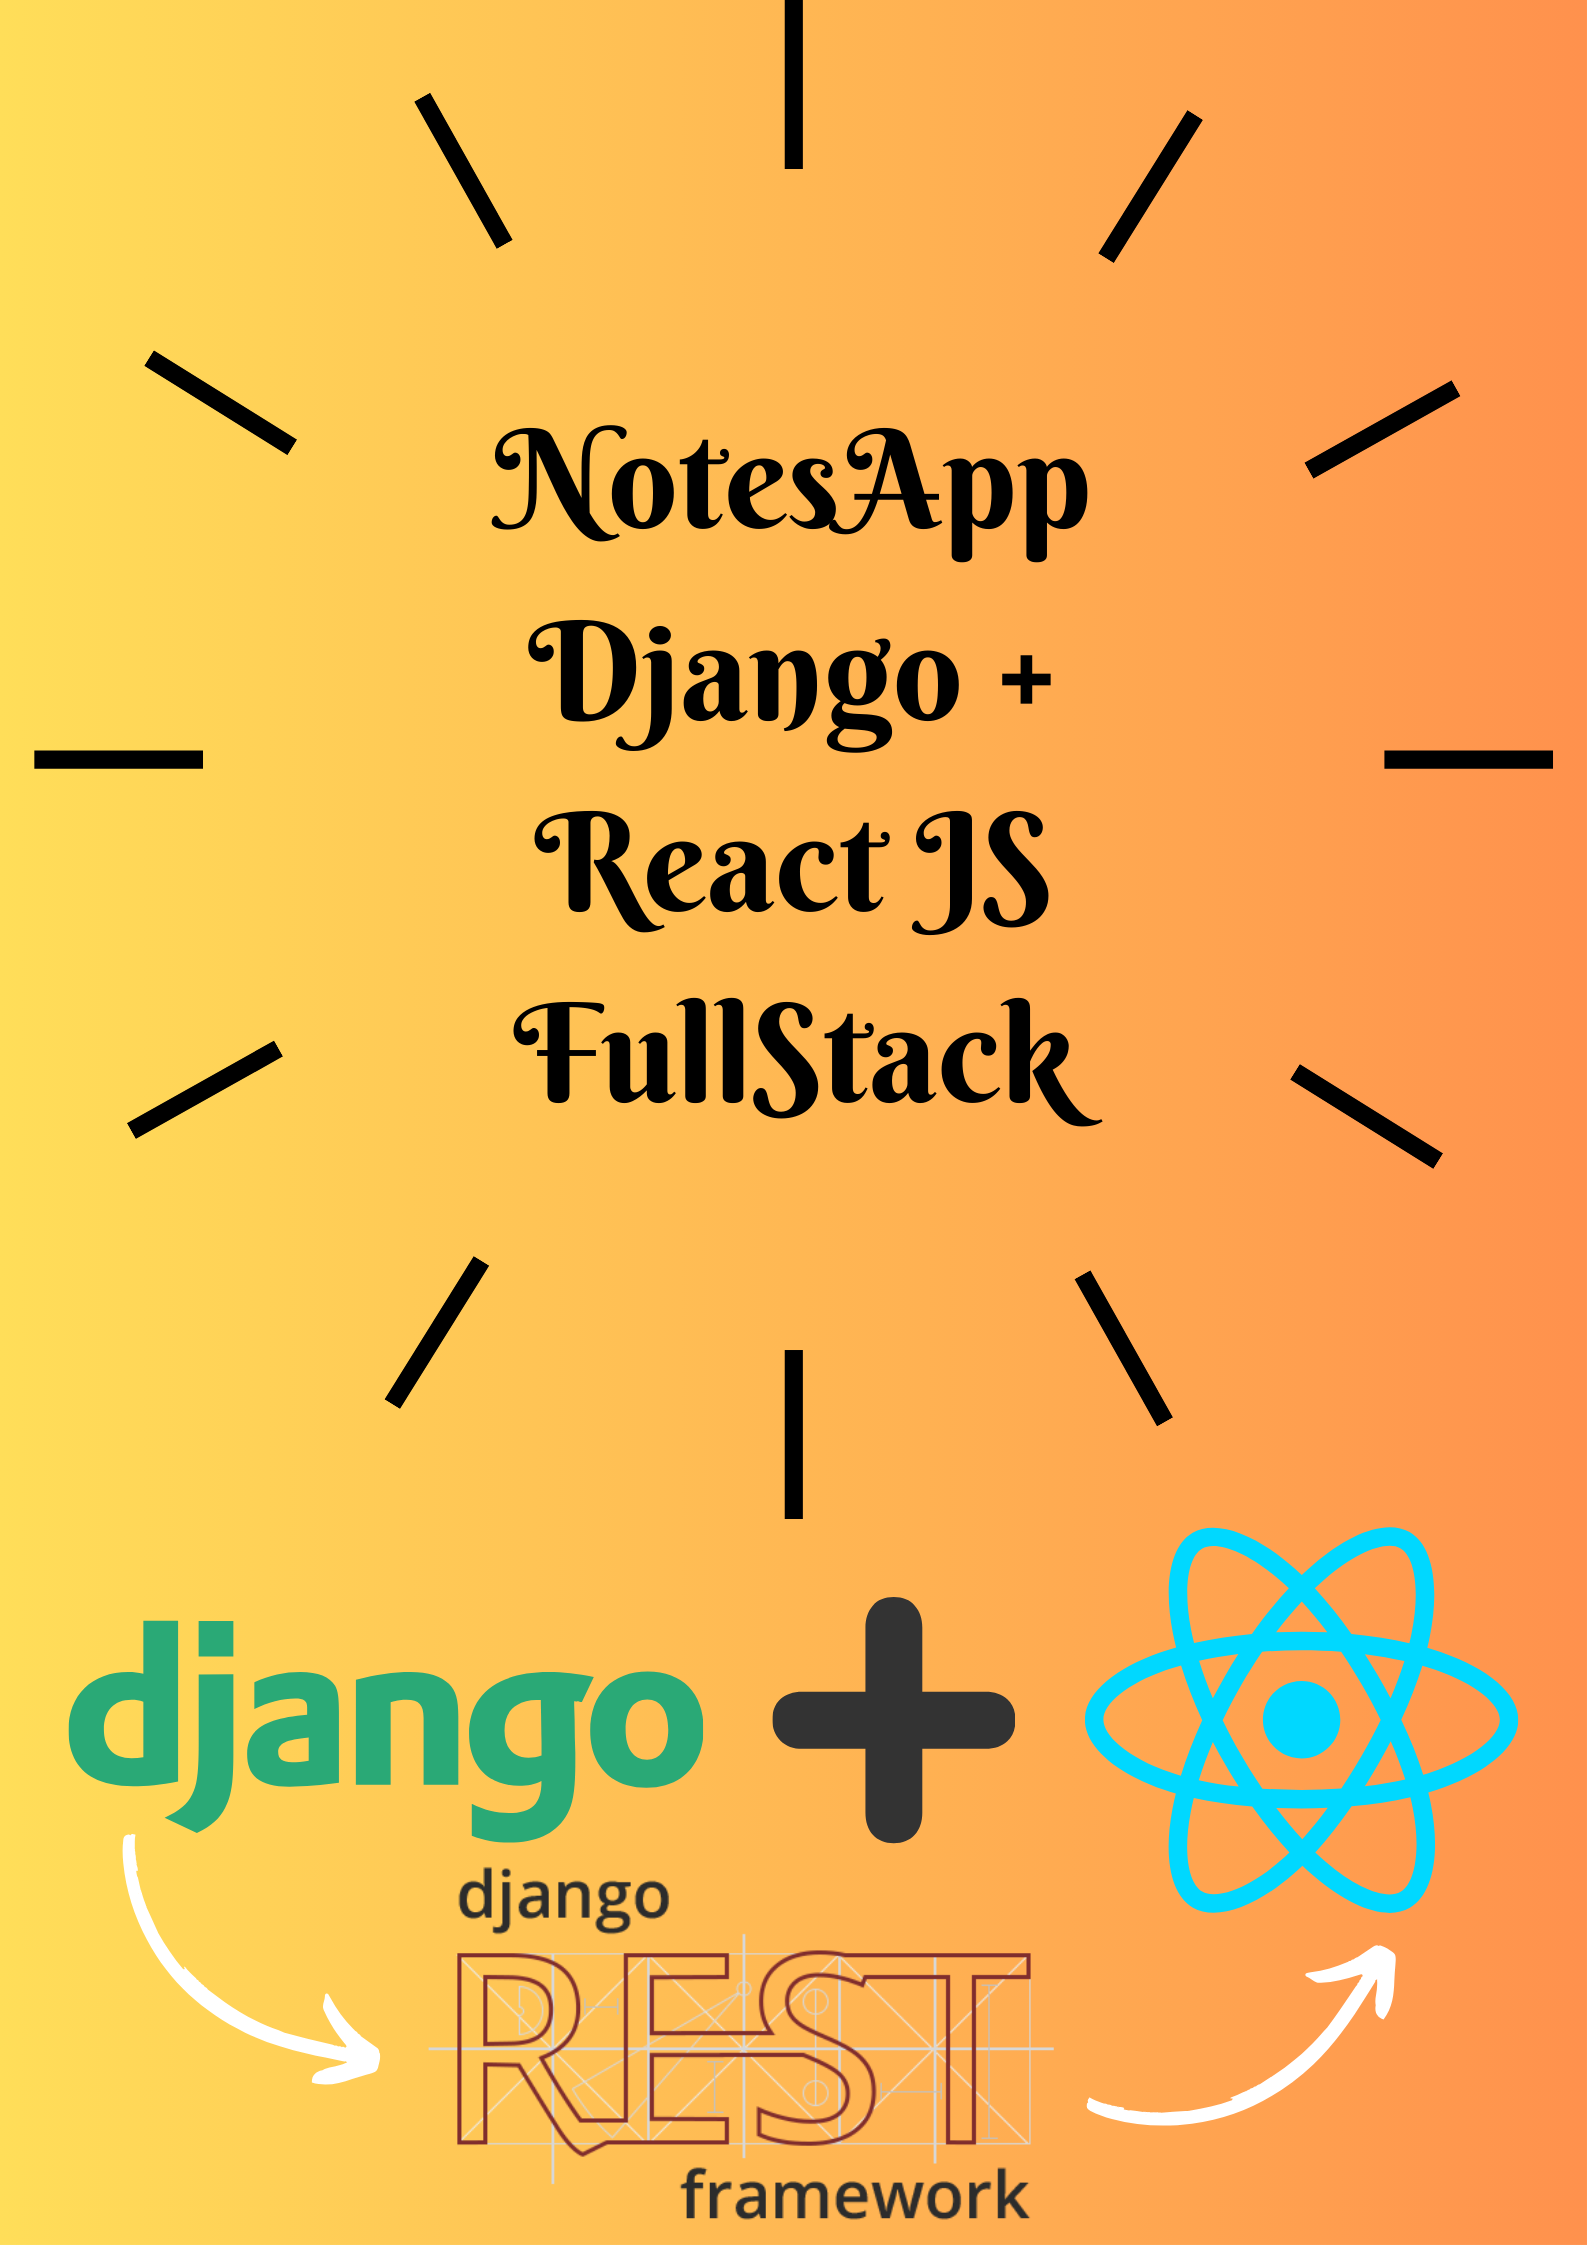 NotesApp
Django +
React JS
FullStack
django
django
REST
framework